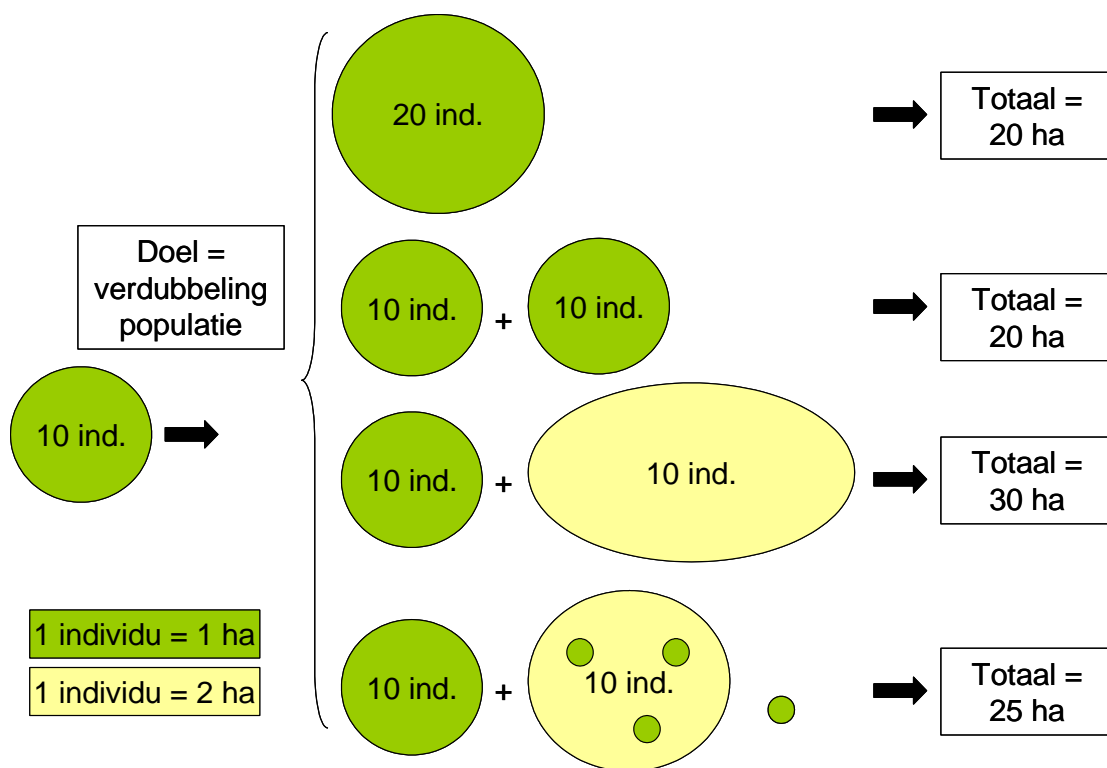 20 ind.
Totaal =
20 ha
Doel =
verdubbeling
populatie
10 ind.
+
10 ind.
Totaal =
20 ha
10 ind.
10 ind.
+
10 ind.
Totaal =
30 ha
1 individu = 1 ha
1 individu = 2 ha
10 ind.
+
10 ind.
Totaal =
25 ha